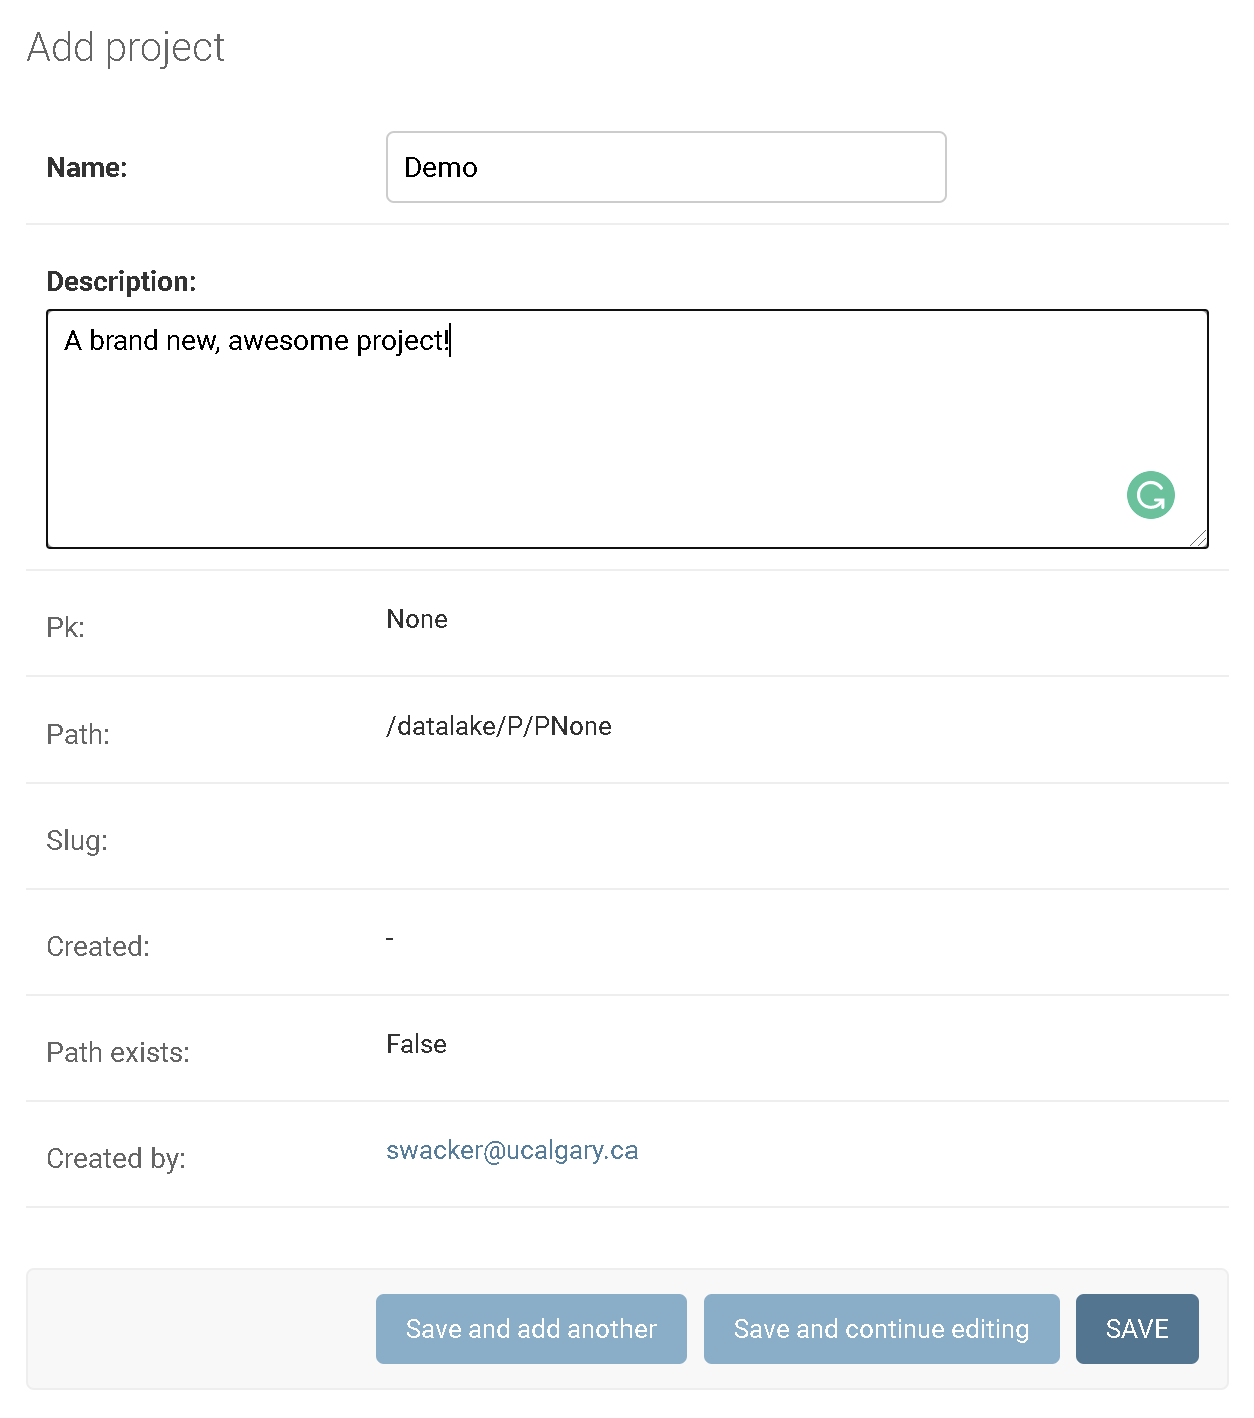 Add project
Name:
Demo
Description:
A brand new, awesome project!
Pk:
None
Path:
/datalake/P/PNone
Slug:
Created:
-
Path exists:
False
Created by:
swacker@ucalgary.ca
Save and add another
Save and continue editing
SAVE